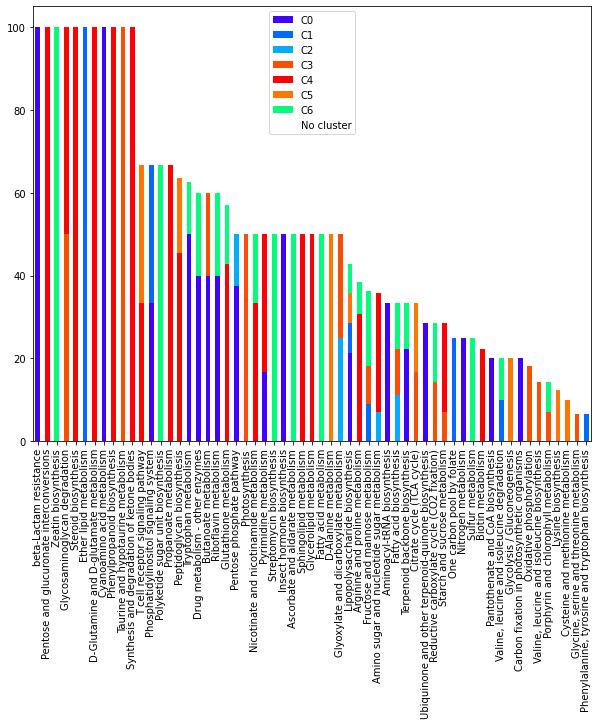 C0
C1
C2
C3
C4
C5
C6
No cluster
100
80
60
40
20
0
beta-Lactam resistance
Pentose and glucuronate interconversions
Zeatin biosynthesis
Glycosaminoglycan degradation
Steroid biosynthesis
Ether lipid metabolism
D-Glutamine and D-glutamate metabolism
Cyanoamino acid metabolism
Phenylpropanoid biosynthesis
Taurine and hypotaurine metabolism
Synthesis and degradation of ketone bodies
T cell receptor signaling pathway
Phosphatidylinositol signaling system
Polyketide sugar unit biosynthesis
Propanoate metabolism
Peptidoglycan biosynthesis
Tryptophan metabolism
Drug metabolism - other enzymes
Butanoate metabolism
Riboflavin metabolism
Glutathione metabolism
Pentose phosphate pathway
Photosynthesis
Nicotinate and nicotinamide metabolism
Pyrimidine metabolism
Streptomycin biosynthesis
Insect hormone biosynthesis
Ascorbate and aldarate metabolism
Sphingolipid metabolism
Glycerolipid metabolism
Fatty acid metabolism
D-Alanine metabolism
Glyoxylate and dicarboxylate metabolism
Lipopolysaccharide biosynthesis
Arginine and proline metabolism
Fructose and mannose metabolism
Amino sugar and nucleotide sugar metabolism
Aminoacyl-tRNA biosynthesis
Fatty acid biosynthesis
Terpenoid backbone biosynthesis
Citrate cycle (TCA cycle)
Ubiquinone and other terpenoid-quinone biosynthesis
Reductive carboxylate cycle (CO2 fixation)
Starch and sucrose metabolism
One carbon pool by folate
Nitrogen metabolism
Sulfur metabolism
Biotin metabolism
Pantothenate and CoA biosynthesis
Valine, leucine and isoleucine degradation
Glycolysis / Gluconeogenesis
Carbon fixation in photosynthetic organisms
Oxidative phosphorylation
Valine, leucine and isoleucine biosynthesis
Porphyrin and chlorophyll metabolism
Lysine biosynthesis
Cysteine and methionine metabolism
Glycine, serine and threonine metabolism
Phenylalanine, tyrosine and tryptophan biosynthesis